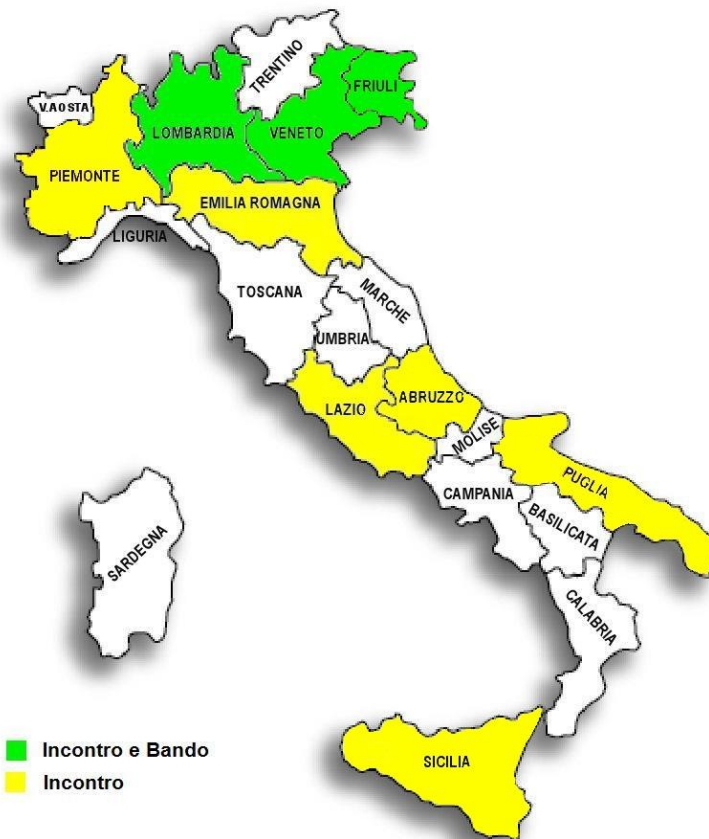 TRENTINO
FRIULI
V.AOSTA
LOMBARDIA
VENETO
PIEMONTE
EMILIA ROMAGNA
LIGURIA
TOSCANA
MARCHE
UMBRIA
LAZIO
ABRUZZO
MOLISE
PUGLIA
CAMPANIA
BASILICATA
SARDEGNA
CALABRIA
Incontro e Bando
SICILIA
Incontro